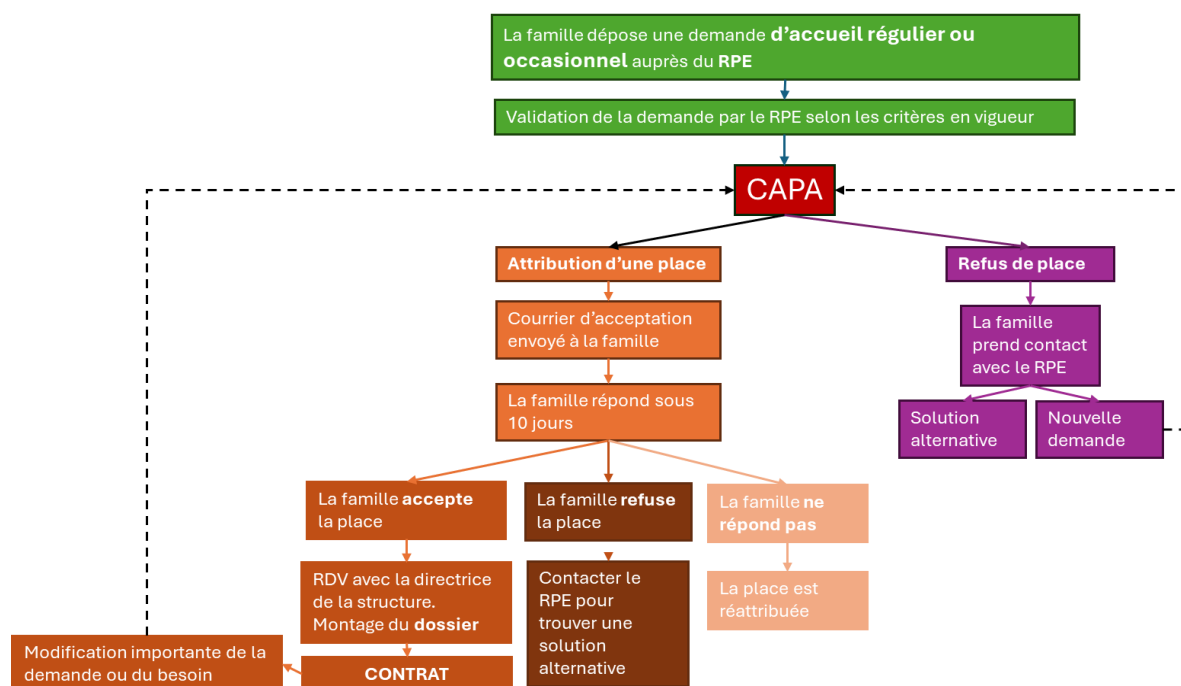 La famille dépose une demande d’accueil régulier ou
occasionnel auprès du RPE
Validation de la demande par le RPE selon les critères en vigueur
CAPA
Attribution d’une place
Refus de place
Courrier d’acceptation
envoyé à la famille
La famille
prend contact
avec le RPE
La famille répond sous
10 jours
Solution
alternative
Nouvelle
demande
La famille accepte
la place
La famille refuse
la place
La famille ne
répond pas
RDV avec la directrice
de la structure.
Montage du dossier
Contacter le
RPE pour
trouver une
solution
alternative
La place est
réattribuée
Modification importante de la
demande ou du besoin
CONTRAT